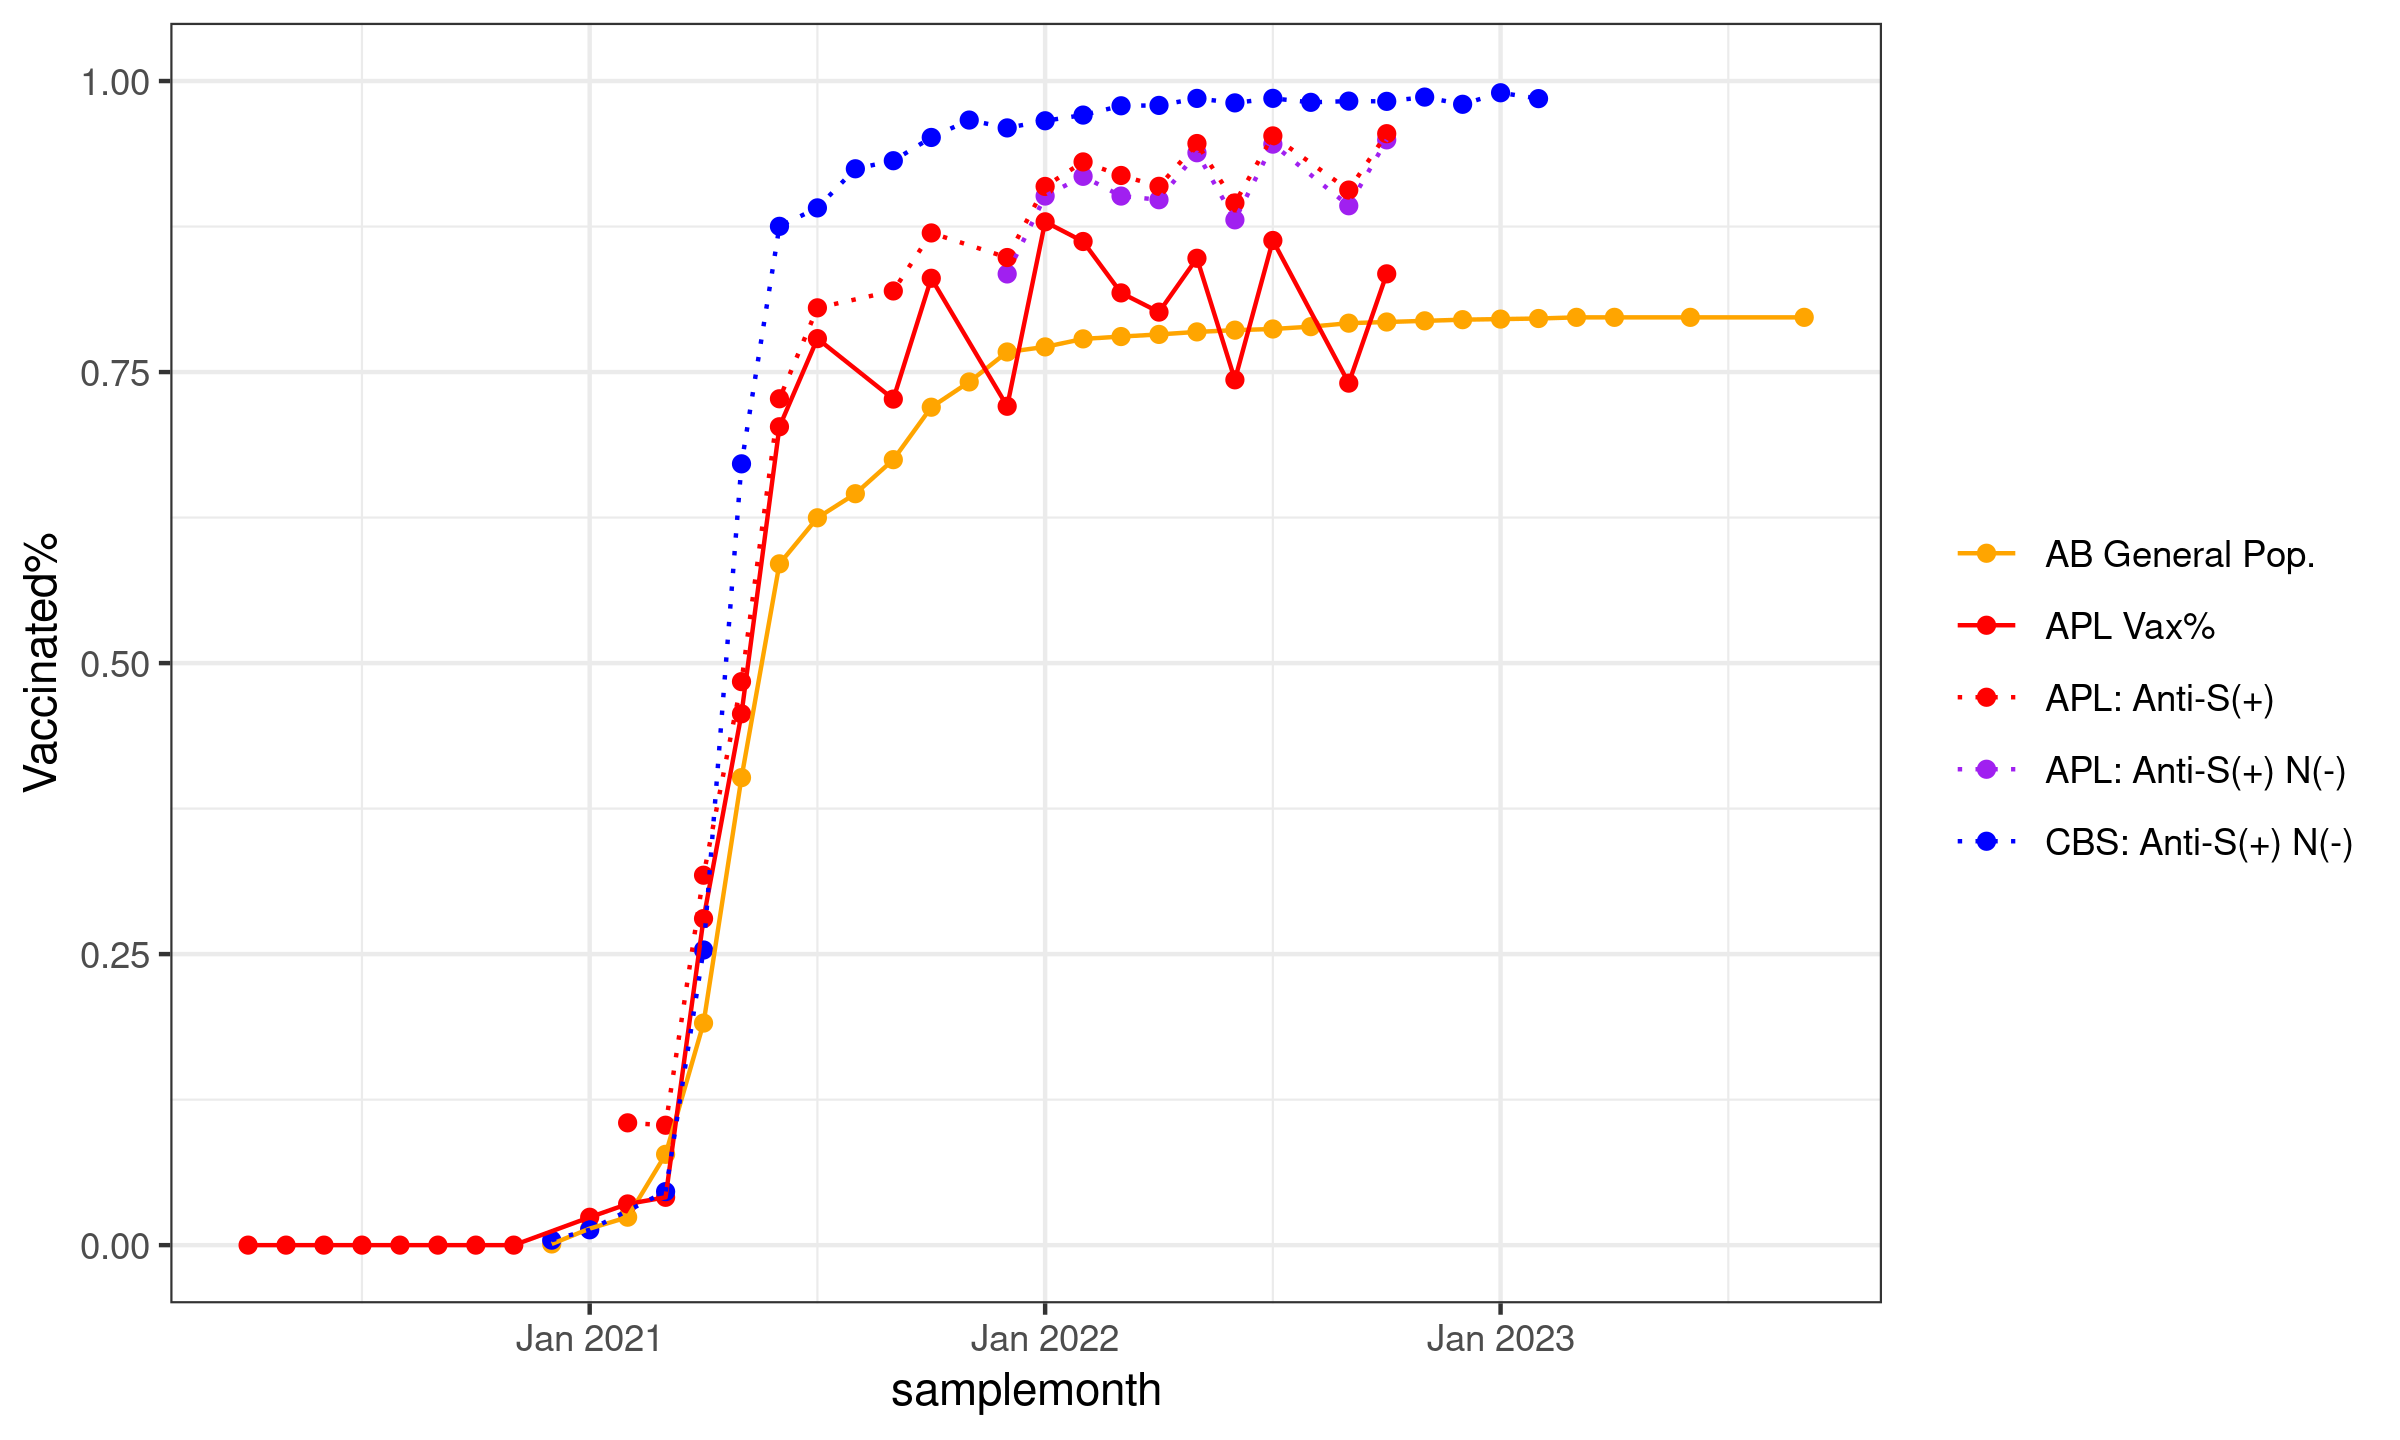 Vaccinated%
1.00
0.75
0.50
0.25
0.00
Jan 2021
Jan 2022
Jan 2023
samplemonth
AB General Pop.
APL Vax%
APL: Anti-S(+)
APL: Anti-S(+) N(-)
CBS: Anti-S(+) N(-)